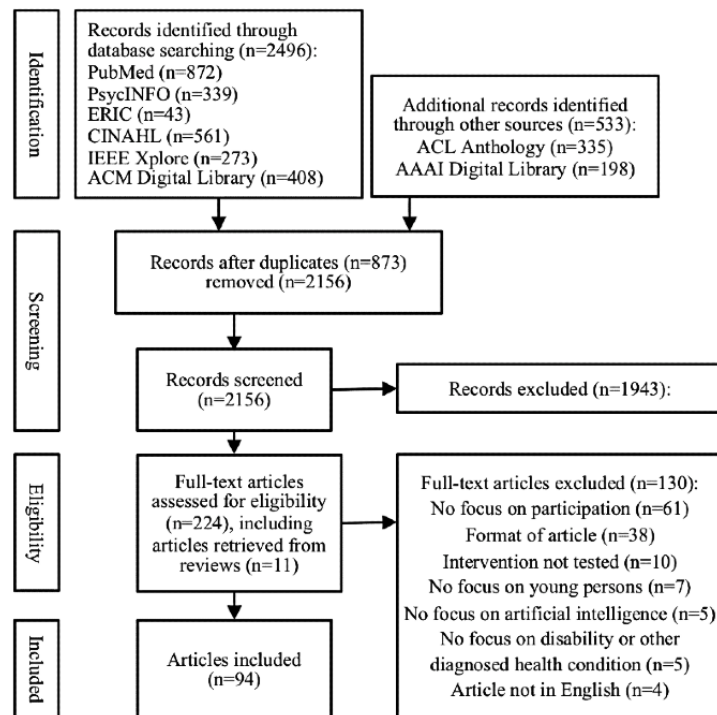 Identification
Records identified through
database searching (n=2496):
PubMed (n=872)
PsycINFO (n=339)
ERIC (n=43)
CINAHL (n=561)
IEEE Xplore (n=273)
ACM Digital Library (n=408)
Additional records identified
through other sources (n=533):
ACL Anthology (n=335)
AAAI Digital Library (n=198)
Screening
Records after duplicates (n=873)
removed (n=2156)
Records screened
(n=2156)
Records excluded (n=1943):
Eligibility
Full-text articles
assessed for eligibility
(n=224), including
articles retrieved from
reviews (n=11)
Full-text articles excluded (n=130):
No focus on participation (n=61)
Format of article (n=38)
Intervention not tested (n=10)
No focus on young persons (n=7)
No focus on artificial intelligence (n=5)
No focus on disability or other
diagnosed health condition (n=5)
Article not in English (n=4)
Included
Articles included
(n=94)